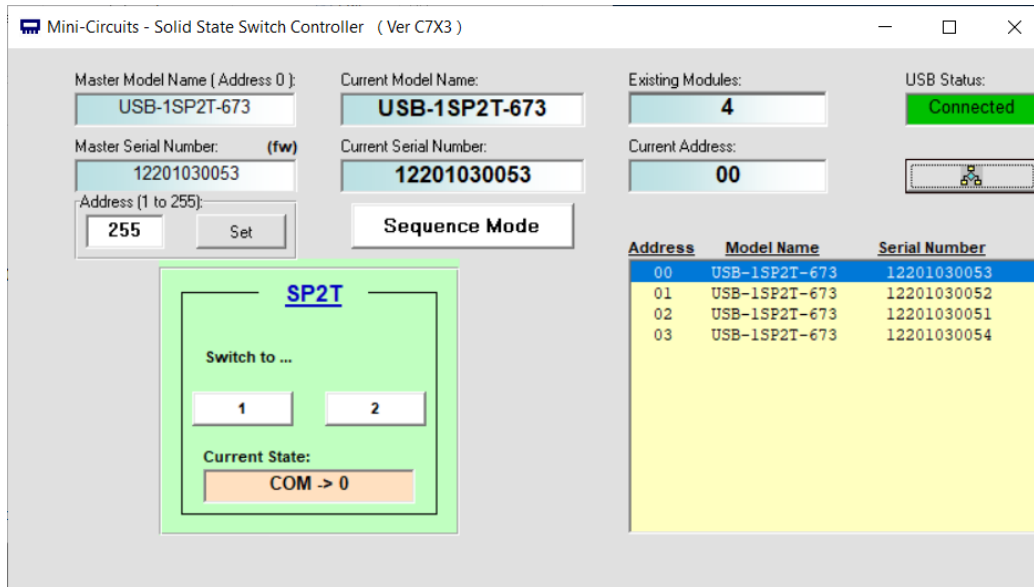 Mini-Circuits - Solid State Switch Controller ( Ver C7X3 )
Master Model Name ( Address 0 ):
USB-1SP2T-673
Current Model Name:
USB-1SP2T-673
Existing Modules:
4
USB Status:
Connected
Master Serial Number: (fw)
12201030053
Current Serial Number:
12201030053
Current Address:
00
Address (1 to 255):
255
Set
Sequence Mode
SP2T
Switch to ...
1
2
Current State:
COM -> 0
Address Model Name Serial Number
00 USB-1SP2T-673 12201030053
01 USB-1SP2T-673 12201030052
02 USB-1SP2T-673 12201030051
03 USB-1SP2T-673 12201030054